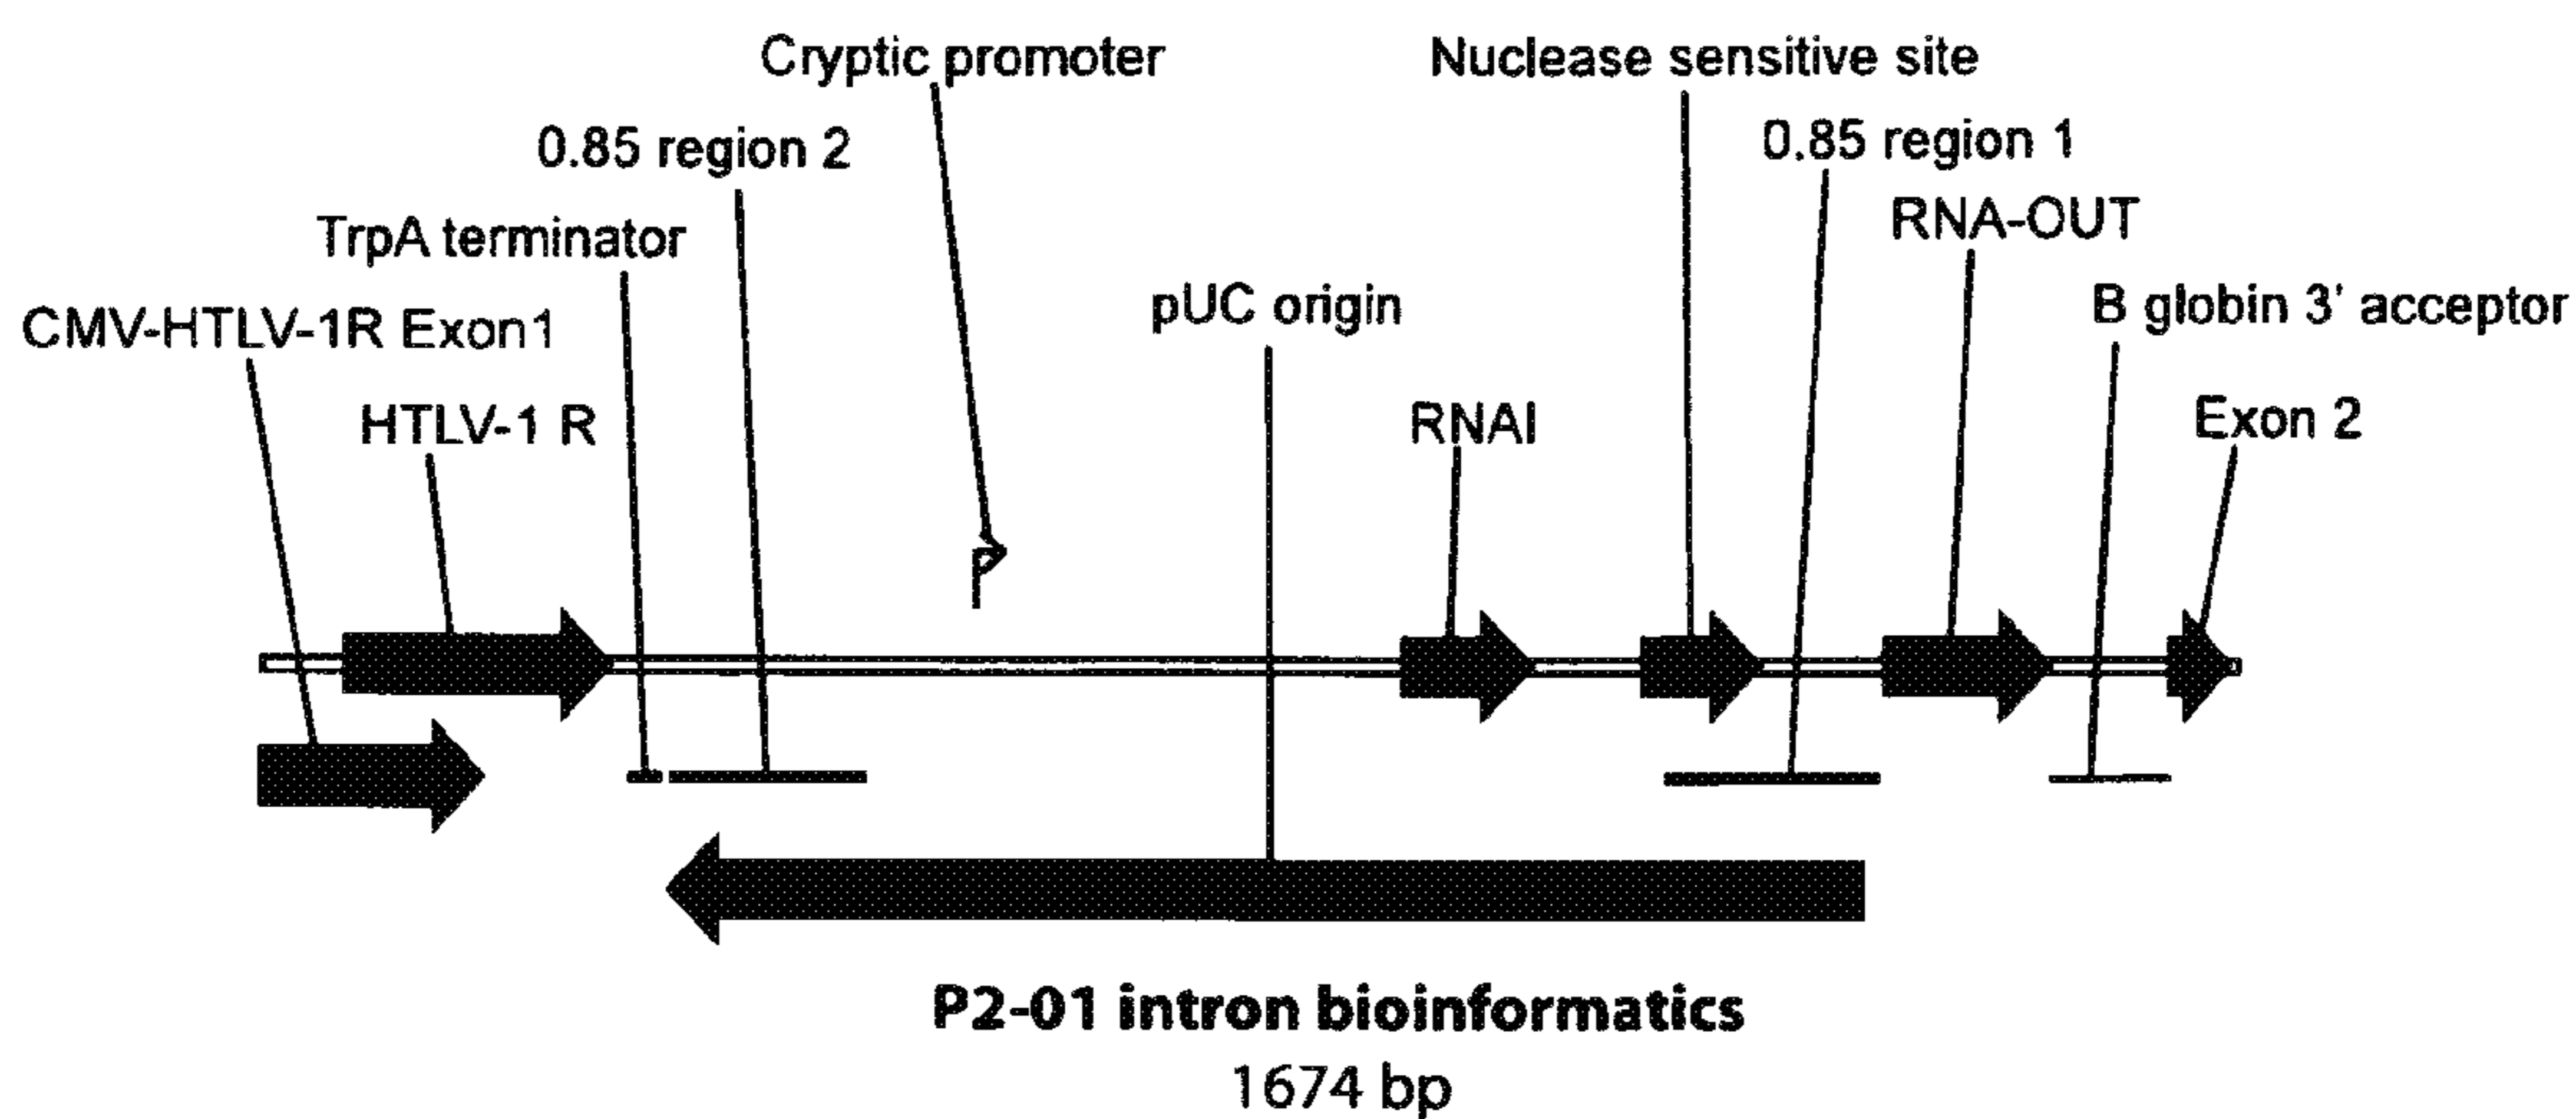 Cryptic promoter
Nuclease sensitive site
0.85 region 2
0.85 region 1
TrpA terminator
RNA-OUT
CMV-HTLV-1R Exon1
pUC origin
B globin 3' acceptor
HTLV-1 R
RNAI
Exon 2
P2-01 intron bioinformatics
1674 bp